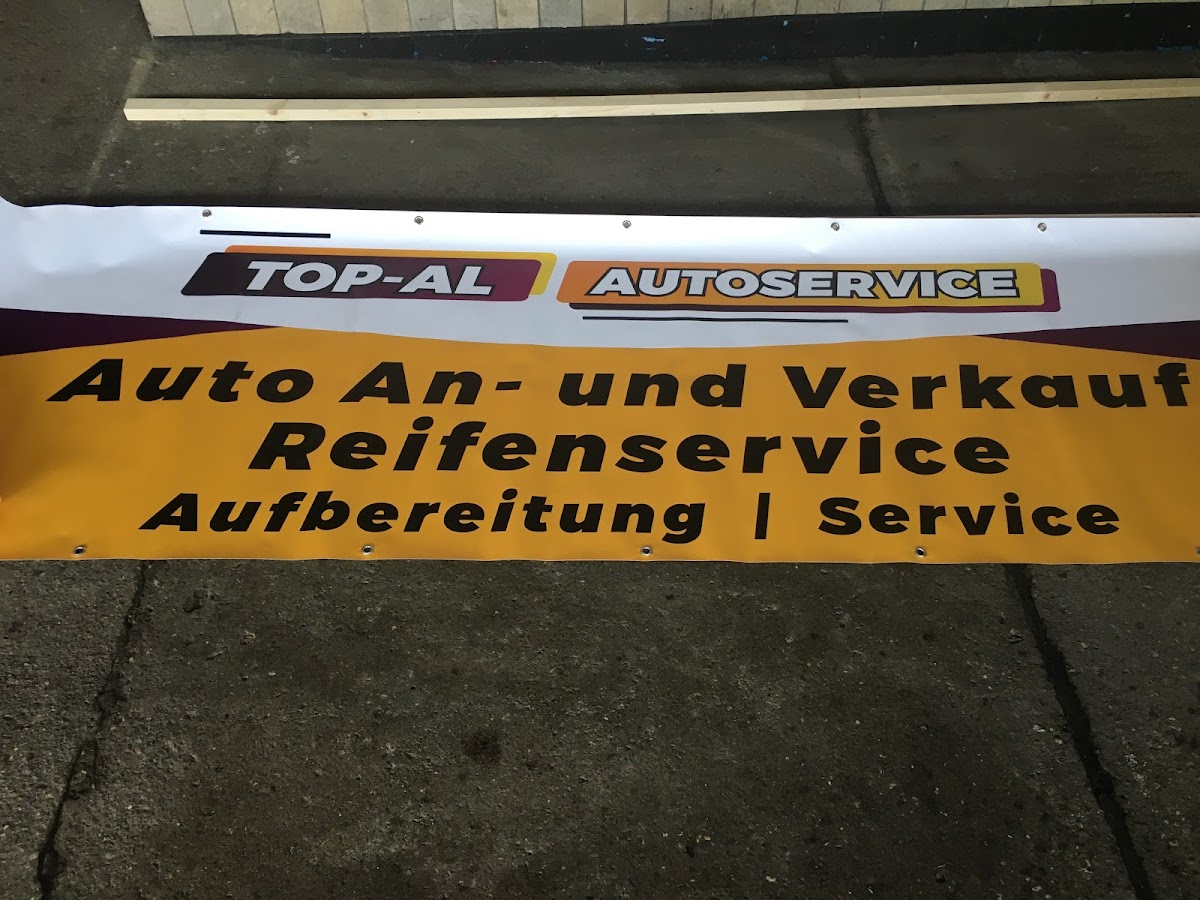 TOP-AL AUTOSERVICE
Auto An- und Verkauf
Reifenservice
Aufbereitung | Service